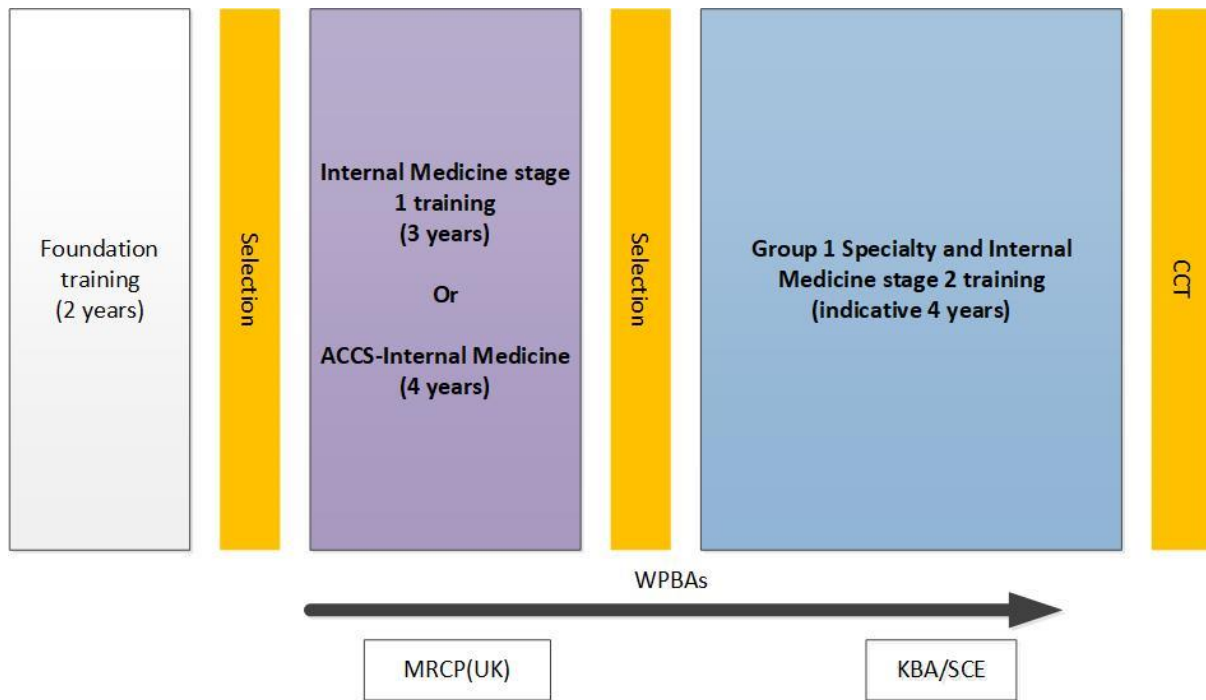 Foundation
training
(2 years)
Selection
Internal Medicine stage
1 training
(3 years)
Or
ACCS-Internal Medicine
(4 years)
Selection
Group 1 Specialty and Internal
Medicine stage 2 training
(indicative 4 years)
CCT
WPBAs
MRCP(UK)
KBA/SCE